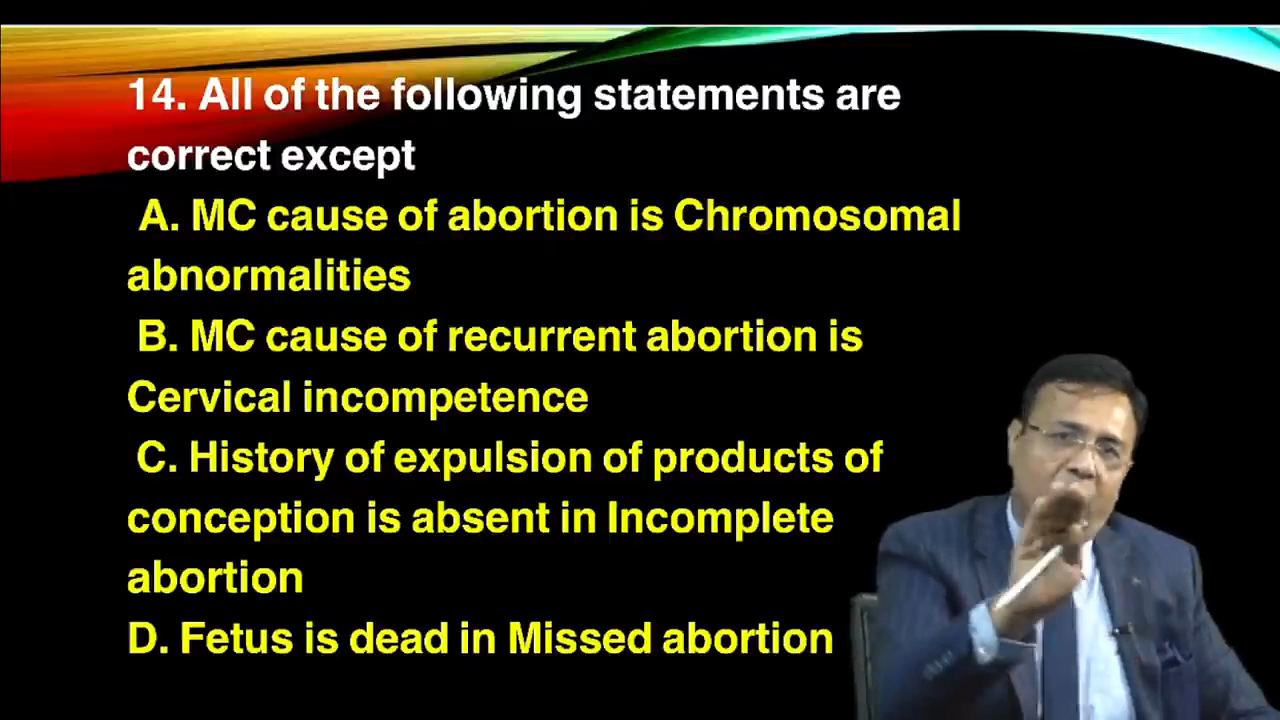 14. All of the following statements are
correct except
A. MC cause of abortion is Chromosomal
abnormalities
B. MC cause of recurrent abortion is
Cervical incompetence
C. History of expulsion of products of
conception is absent in Incomplete
abortion
D. Fetus is dead in Missed abortion